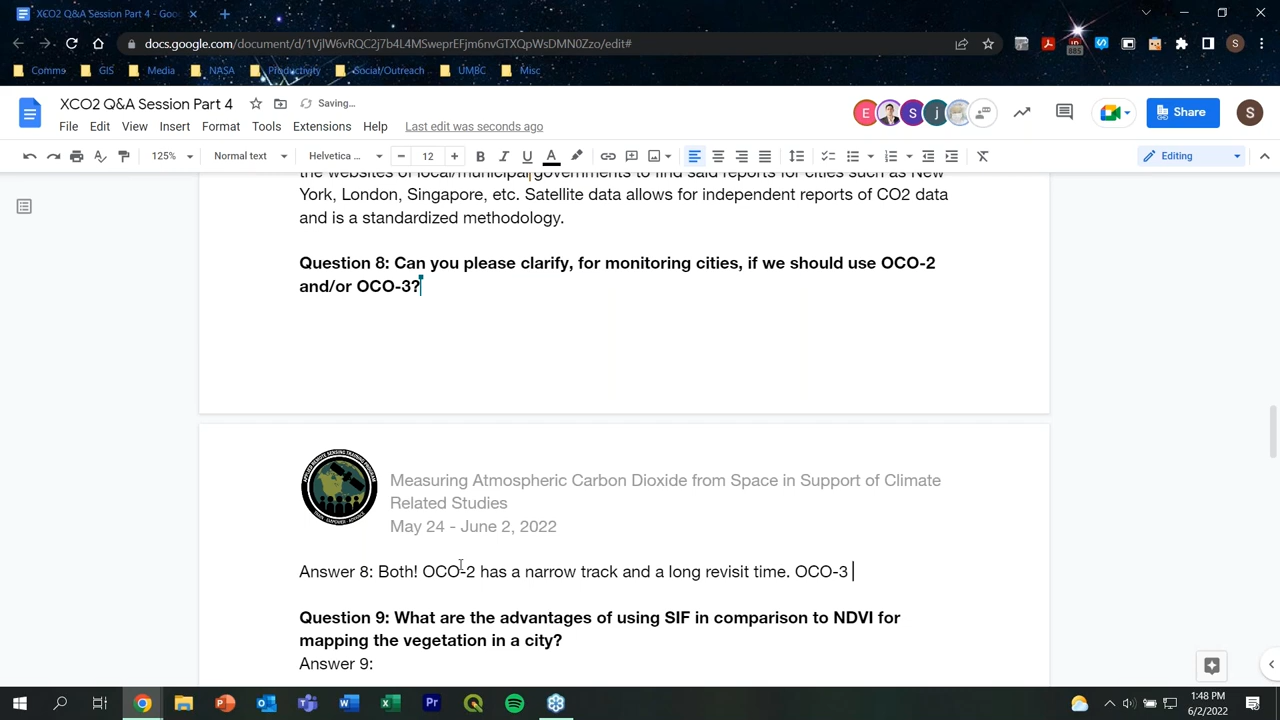 XCO2 Q&A Session Part 4 - Goo
docs.google.com/document/d/1VjlW6vRQC2j7b4L4MSweprEFjm6nvGTXQpWsDMN0Zzo/edit#
Comms GIS Media NASA Productivity Social/Outreach UMBC Misc
XCO2 Q&A Session Part 4 Saving…
File Edit View Insert Format Tools Extensions Help Last edit was seconds ago
E S j Share S
125% Normal text Helvetica ... 12 Editing
the websites of local/municipal governments to find said reports for cities such as New
York, London, Singapore, etc. Satellite data allows for independent reports of CO2 data
and is a standardized methodology.
Question 8: Can you please clarify, for monitoring cities, if we should use OCO-2
and/or OCO-3?
Measuring Atmospheric Carbon Dioxide from Space in Support of Climate
Related Studies
May 24 - June 2, 2022
Answer 8: Both! OCO-2 has a narrow track and a long revisit time. OCO-3
Question 9: What are the advantages of using SIF in comparison to NDVI for
mapping the vegetation in a city?
Answer 9:
1:48 PM
6/2/2022